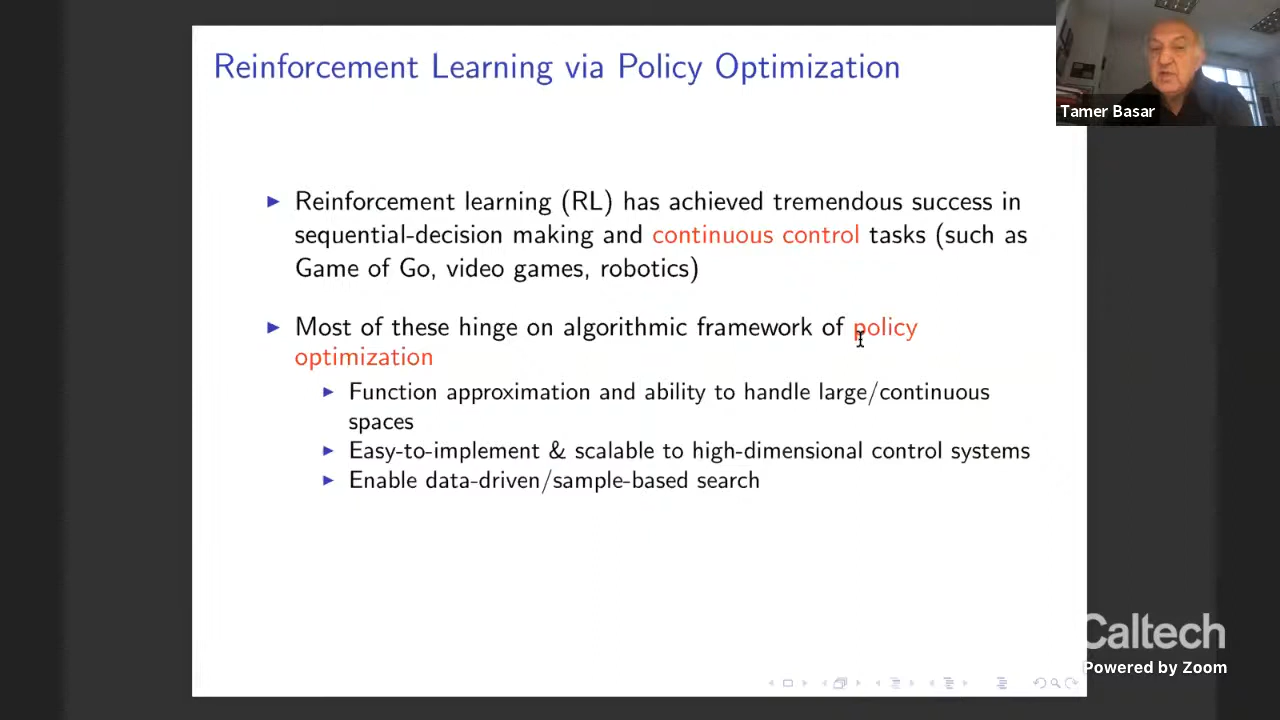 Reinforcement Learning via Policy Optimization
Tamer Basar
Reinforcement learning (RL) has achieved tremendous success in
sequential-decision making and continuous control tasks (such as
Game of Go, video games, robotics)
Most of these hinge on algorithmic framework of policy
optimization
Function approximation and ability to handle large/continuous
spaces
Easy-to-implement & scalable to high-dimensional control systems
Enable data-driven/sample-based search
Caltech
Powered by Zoom